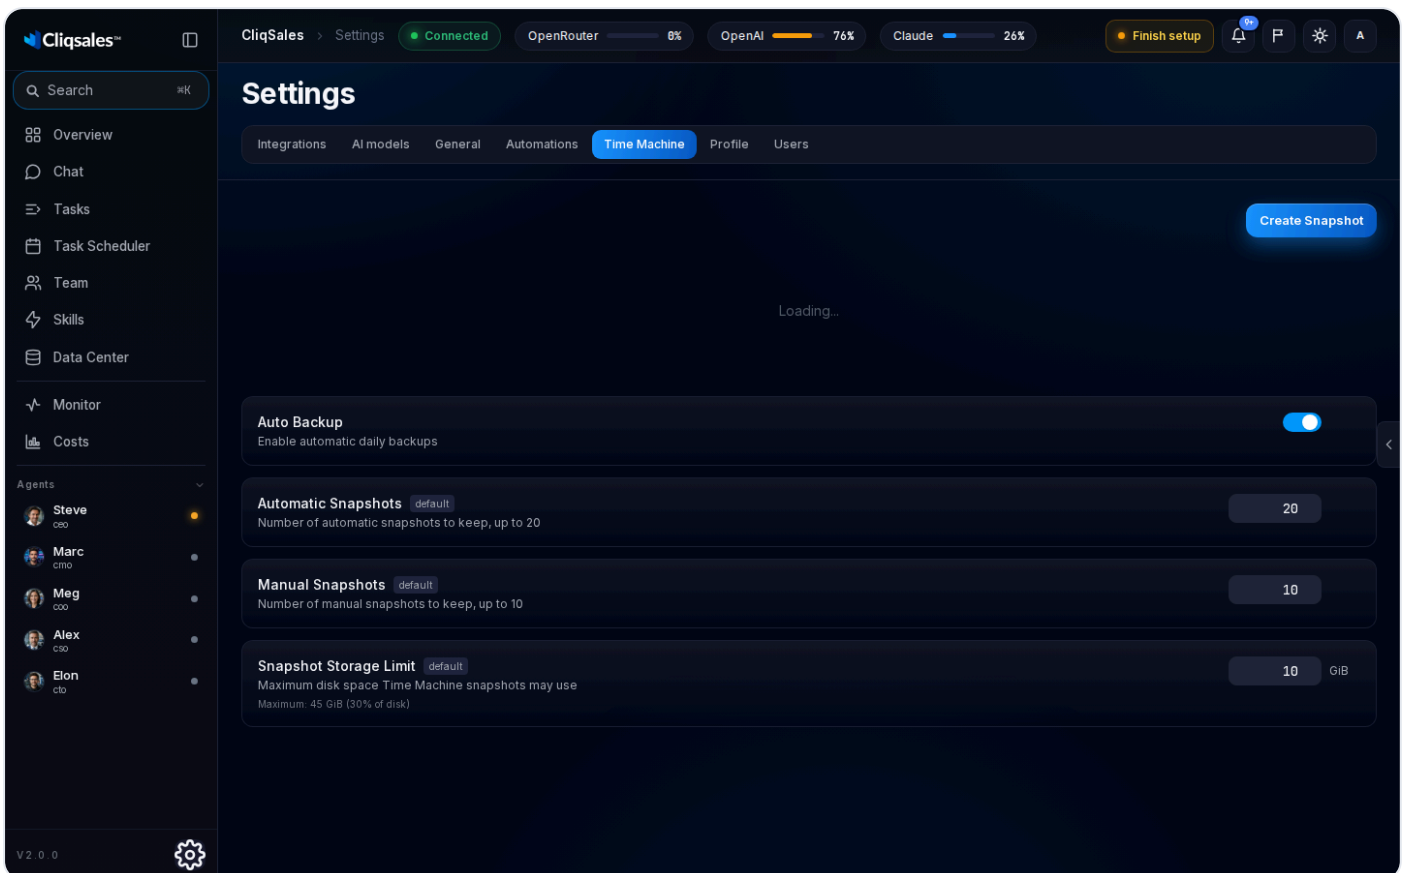 Cliqsales™
Search ⌘K
Overview
Chat
Tasks
Task Scheduler
Team
Skills
Data Center
Monitor
Costs
Agents
Steve
ceo
Marc
cmo
Meg
coo
Alex
cso
Elon
cto
V2.0.0
CliqSales > Settings Connected OpenRouter 0% OpenAI 76% Claude 26% Finish setup 9+ A
Settings
Integrations AI models General Automations Time Machine Profile Users
Create Snapshot
Loading...
Auto Backup
Enable automatic daily backups
Automatic Snapshots default 20
Number of automatic snapshots to keep, up to 20
Manual Snapshots default 10
Number of manual snapshots to keep, up to 10
Snapshot Storage Limit default 10 GiB
Maximum disk space Time Machine snapshots may use
Maximum: 45 GiB (30% of disk)